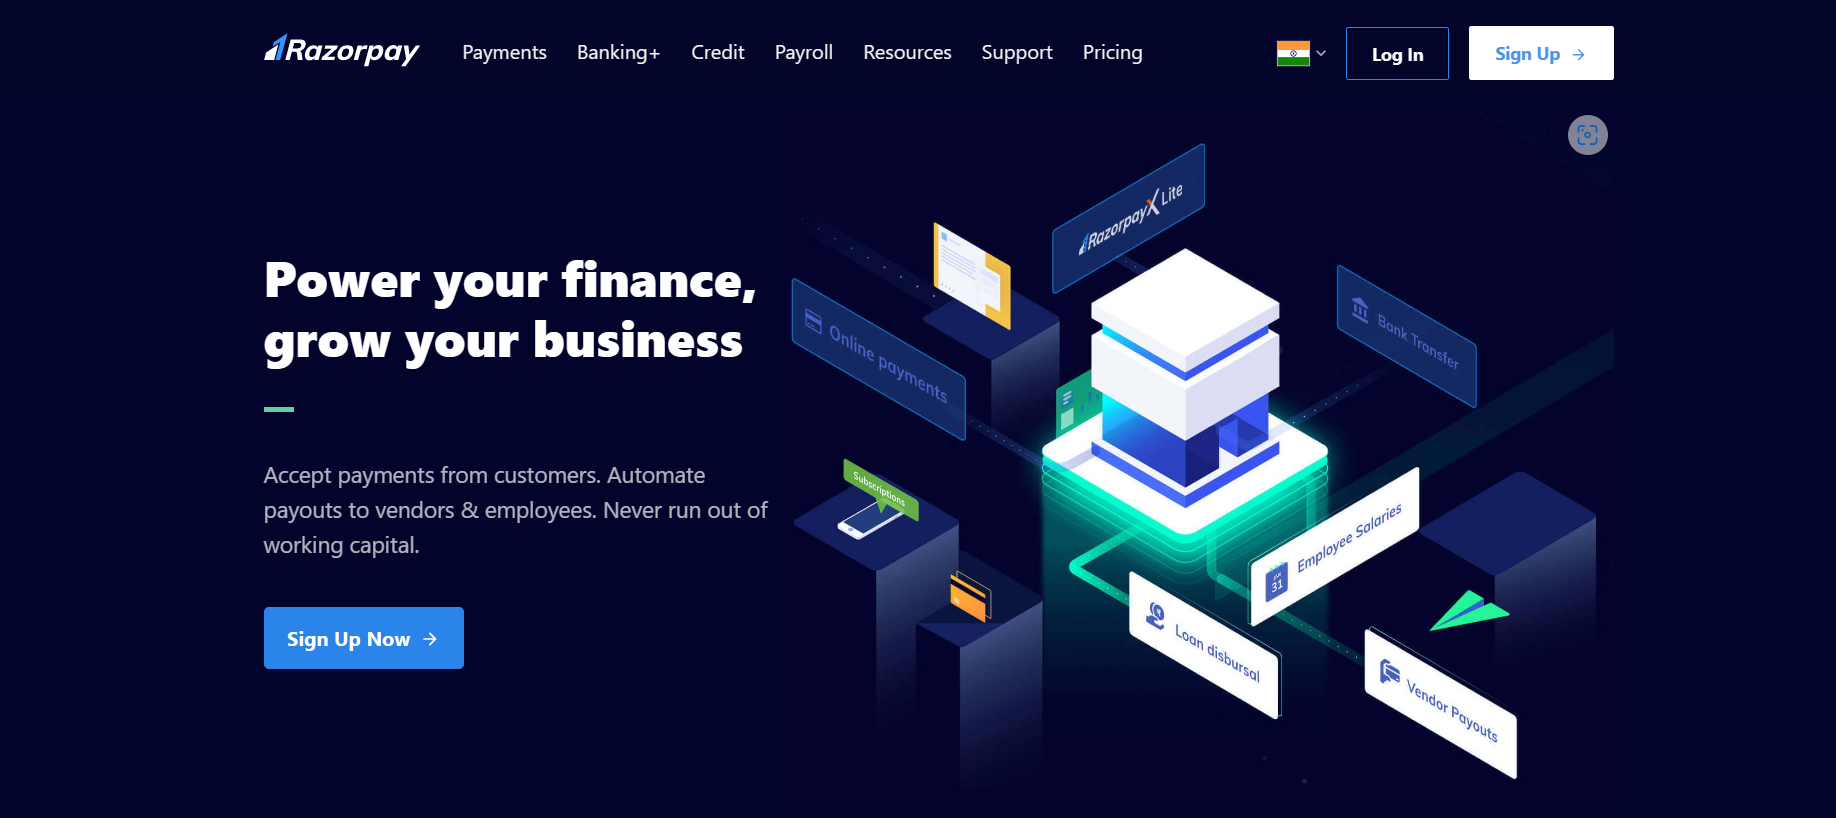 Razorpay
Payments
Banking+
Credit
Payroll
Resources
Support
Pricing
Log In
Sign Up →
Power your finance,
grow your business
Accept payments from customers. Automate
payouts to vendors & employees. Never run out of
working capital.
Sign Up Now →
RazorpayX Lite
Online payments
Bank Transfer
Subscriptions
JAN
31
Employee Salaries
Loan disbursal
Vendor Payouts